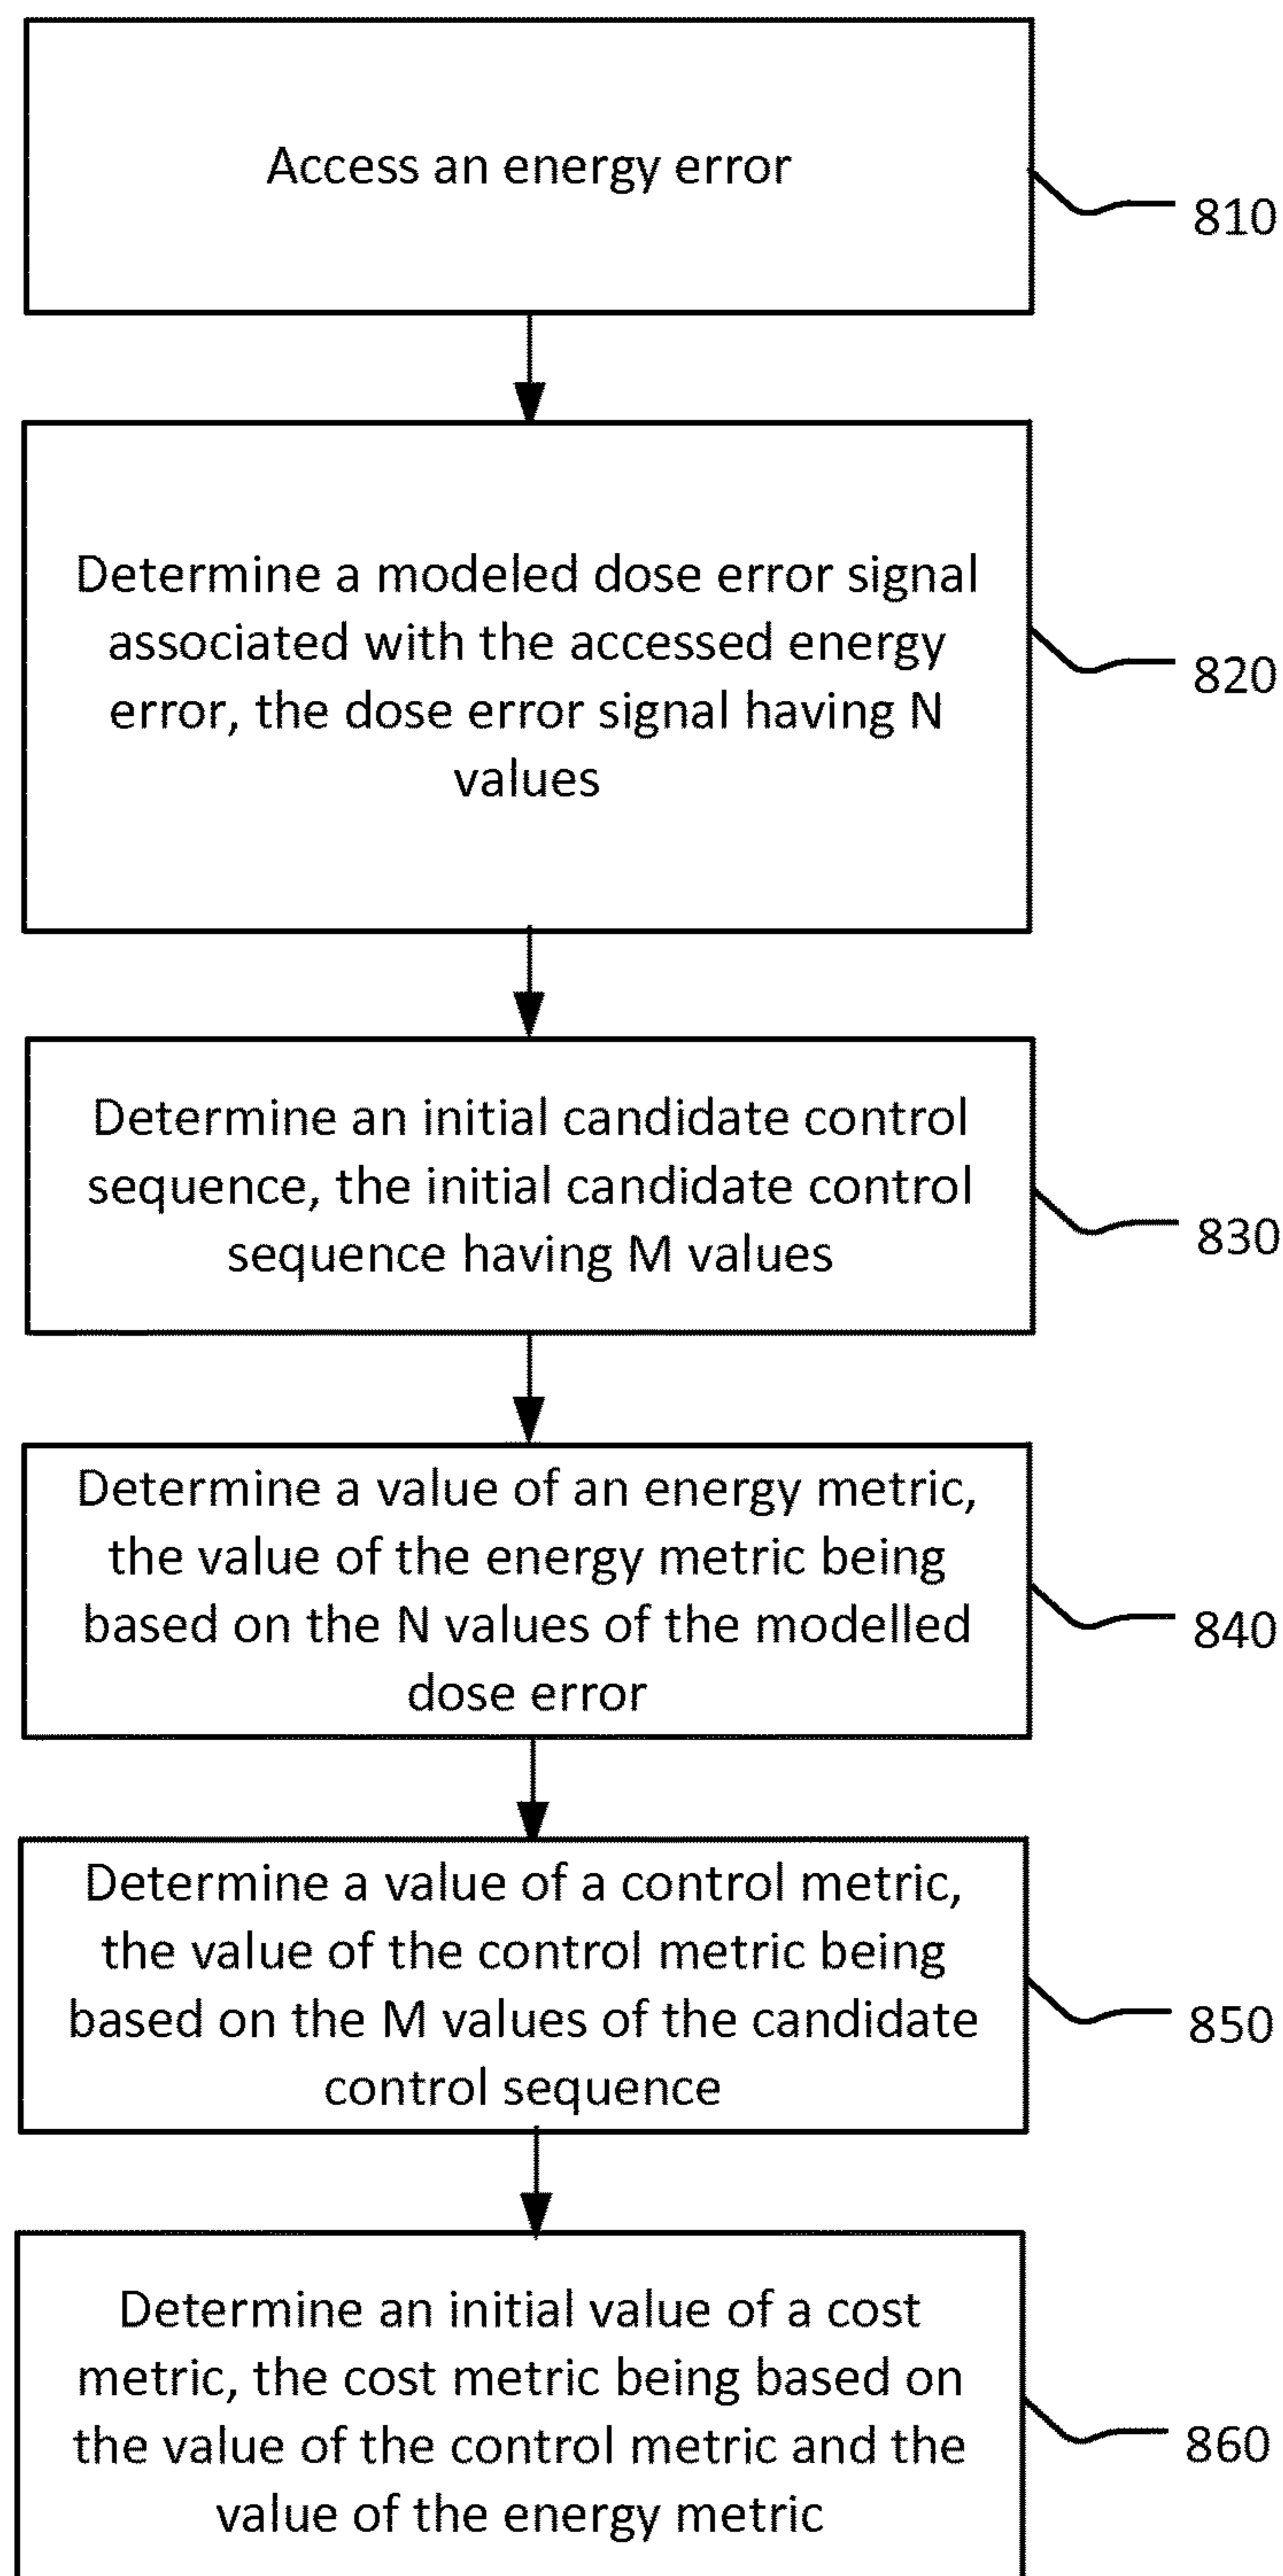 Access an energy error
810
Determine a modeled dose error signal
associated with the accessed energy
error, the dose error signal having N
values
820
Determine an initial candidate control
sequence, the initial candidate control
sequence having M values
830
Determine a value of an energy metric,
the value of the energy metric being
based on the N values of the modelled
dose error
840
Determine a value of a control metric,
the value of the control metric being
based on the M values of the candidate
control sequence
850
Determine an initial value of a cost
metric, the cost metric being based on
the value of the control metric and the
value of the energy metric
860